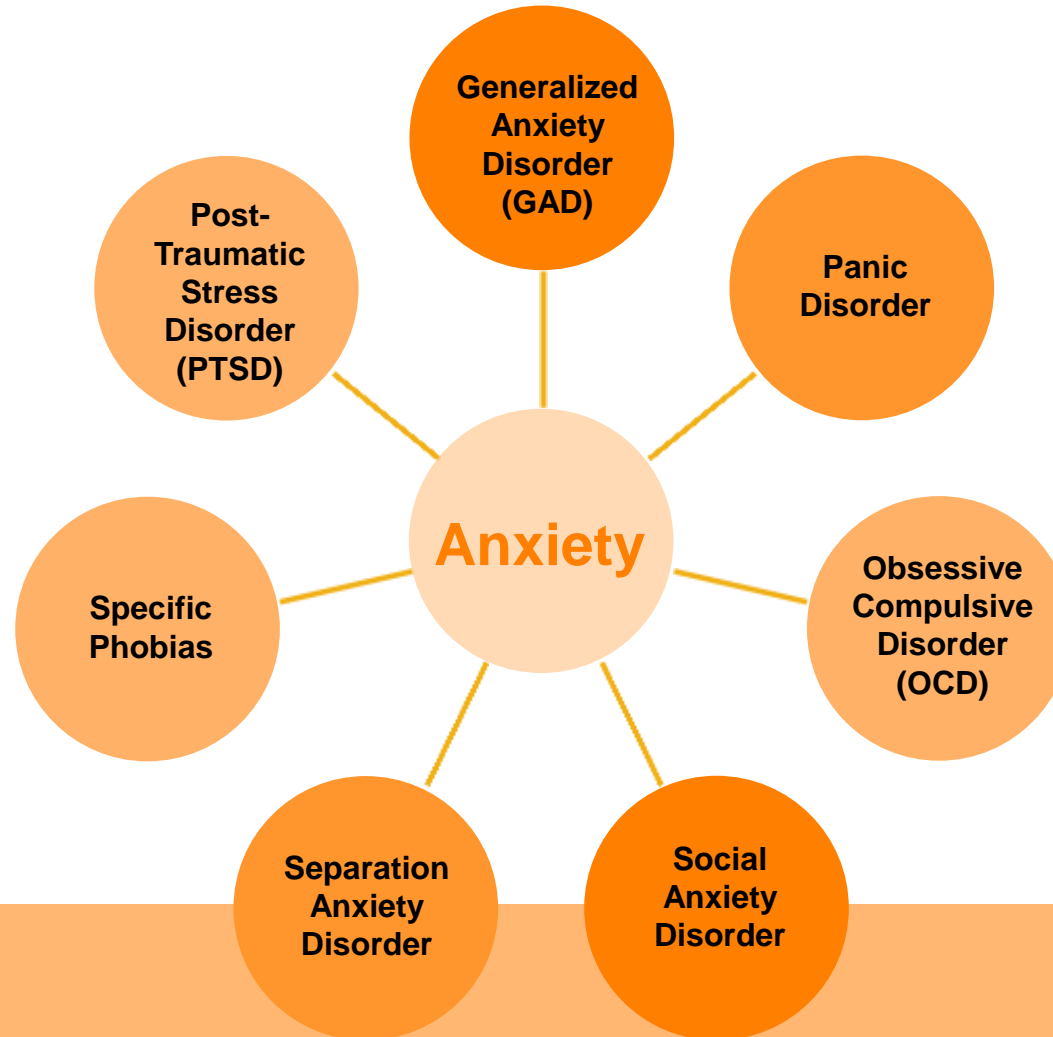 Generalized
Anxiety
Disorder
(GAD)
Panic
Disorder
Obsessive
Compulsive
Disorder
(OCD)
Social
Anxiety
Disorder
Separation
Anxiety
Disorder
Specific
Phobias
Post-
Traumatic
Stress
Disorder
(PTSD)
Anxiety